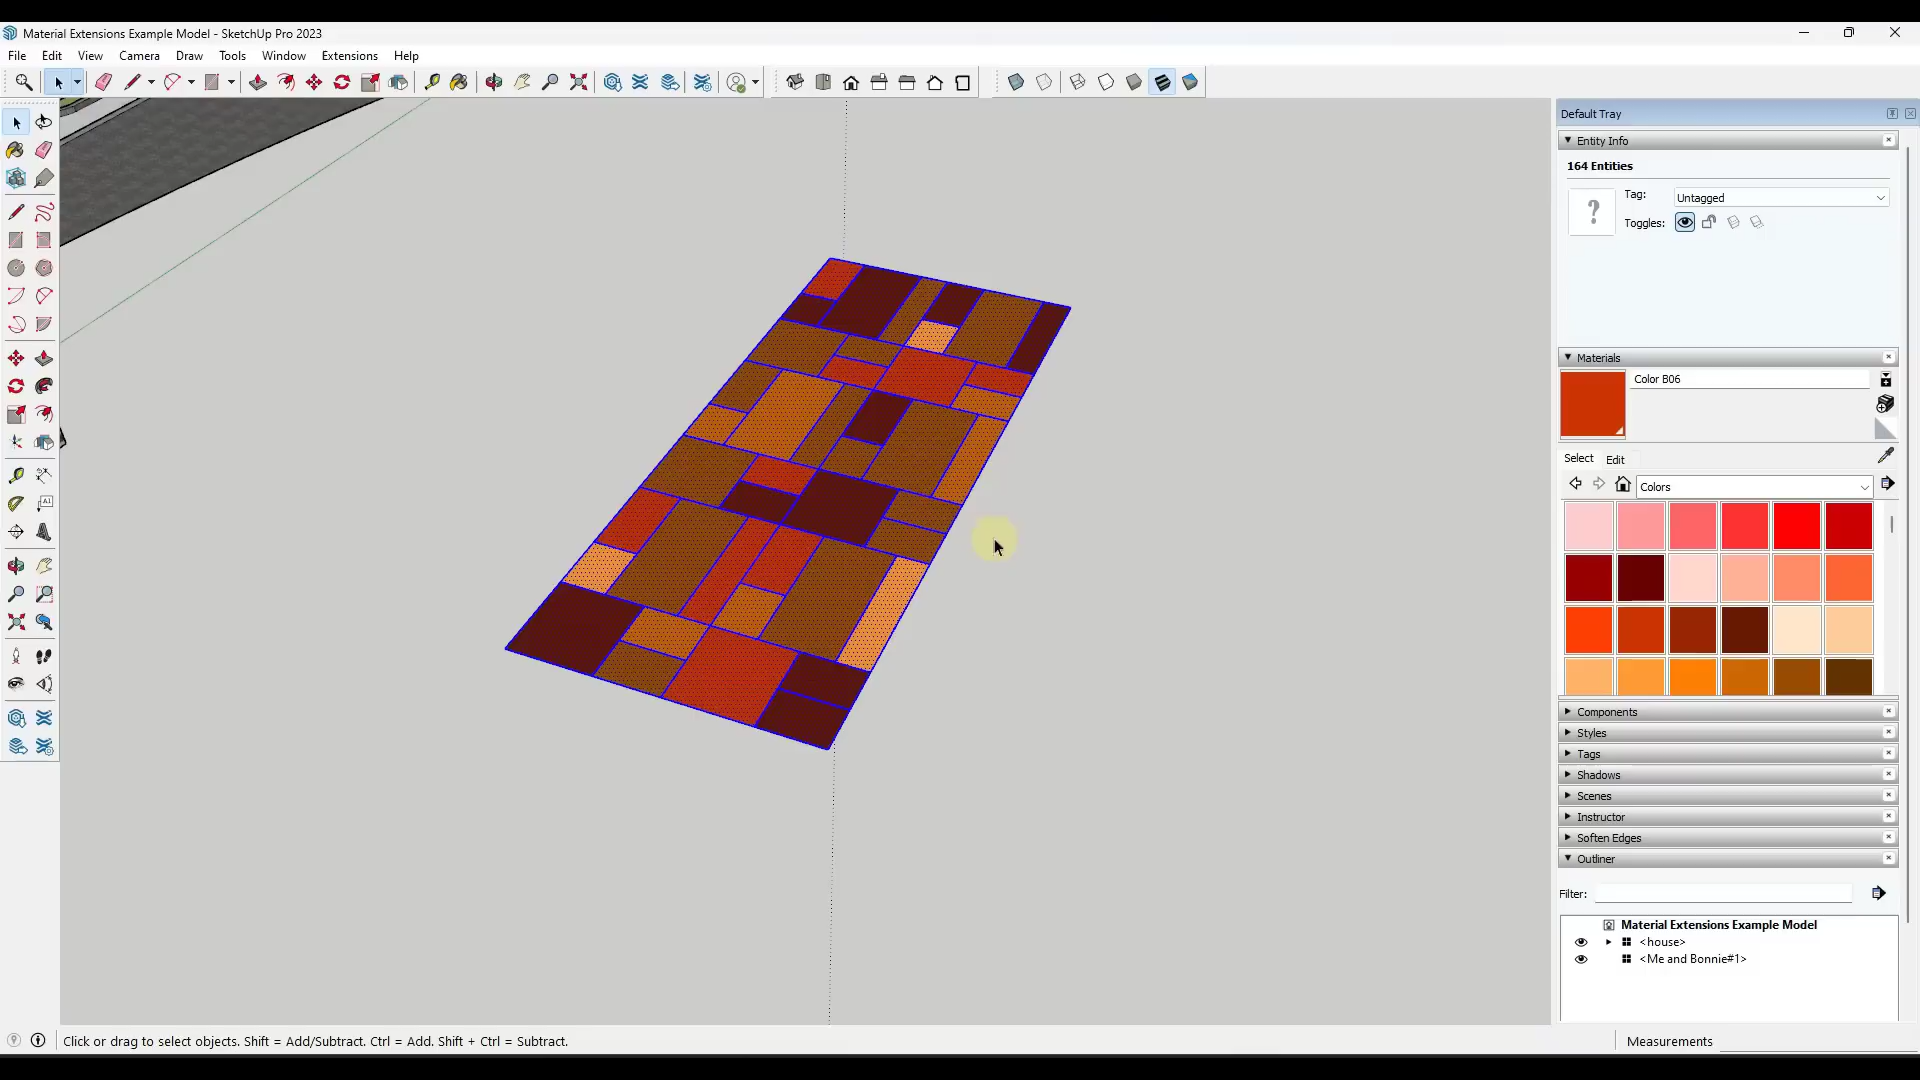 Material Extensions Example Model - SketchUp Pro 2023
File Edit View Camera Draw Tools Window Extensions Help
Default Tray
Entity Info
164 Entities
Tag: Untagged
?
Toggles:
Materials
Color B06
Select Edit
Colors
Components
Styles
Tags
Shadows
Scenes
Instructor
Soften Edges
Outliner
Filter:
Material Extensions Example Model
<house>
<Me and Bonnie#1>
Click or drag to select objects. Shift = Add/Subtract. Ctrl = Add. Shift + Ctrl = Subtract.
Measurements